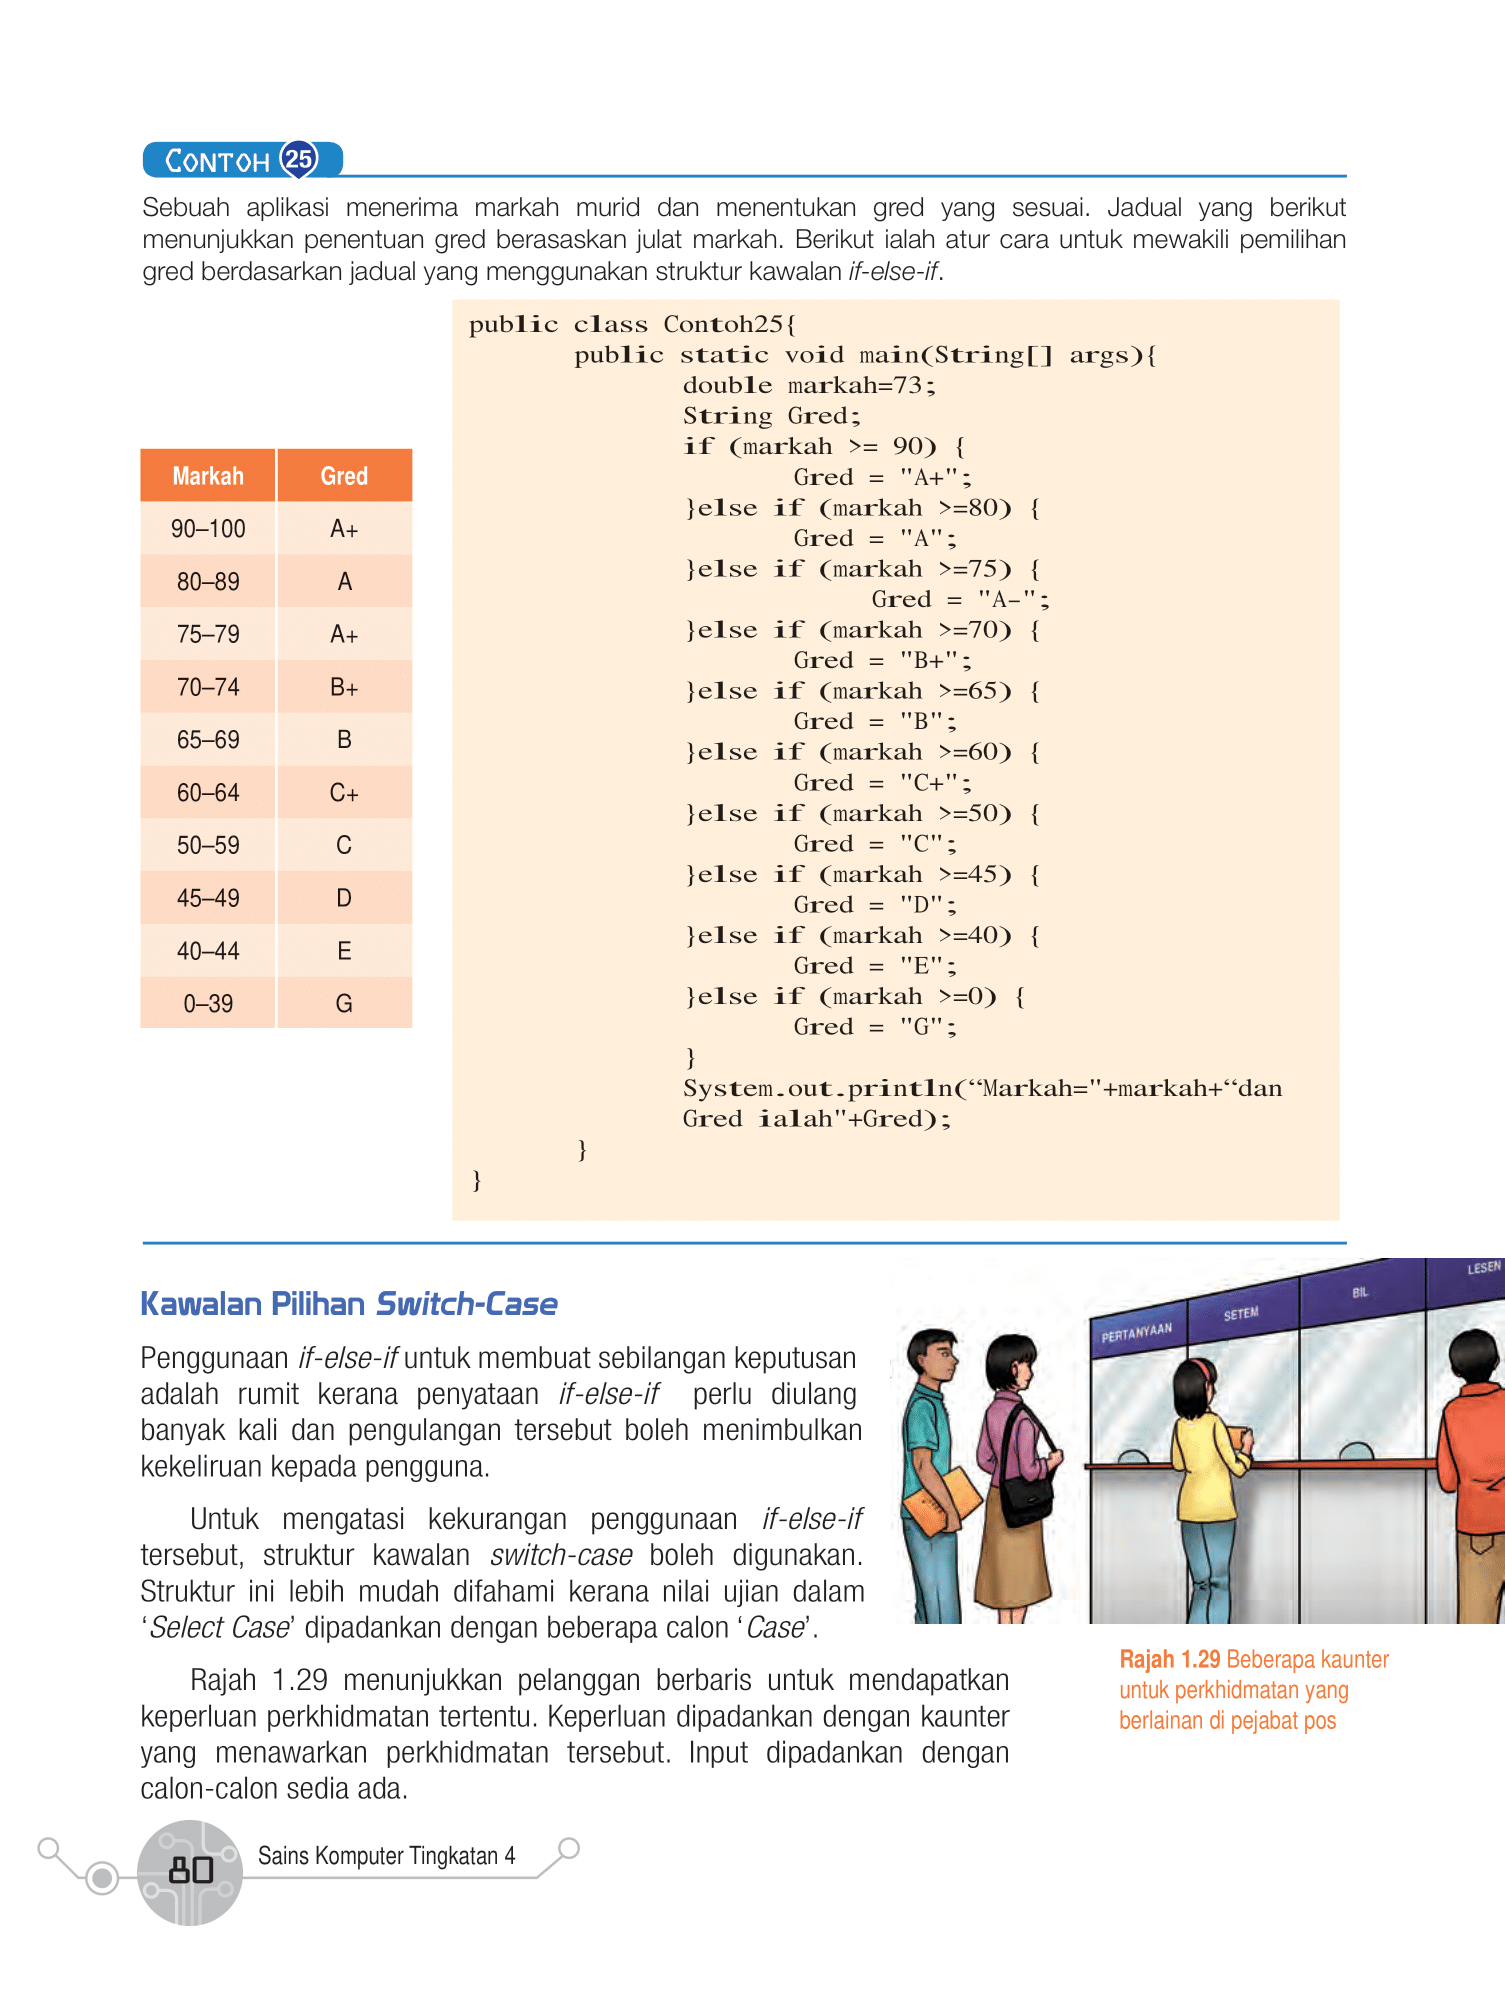 CONTOH 25
Sebuah aplikasi menerima markah murid dan menentukan gred yang sesuai. Jadual yang berikut
menunjukkan penentuan gred berasaskan julat markah. Berikut ialah atur cara untuk mewakili pemilihan
gred berdasarkan jadual yang menggunakan struktur kawalan if-else-if.
Markah Gred
90–100 A+
80–89 A
75–79 A+
70–74 B+
65–69 B
60–64 C+
50–59 C
45–49 D
40–44 E
0–39 G
public class Contoh25{
public static void main(String[] args){
double markah=73;
String Gred;
if (markah >= 90) {
Gred = "A+";
}else if (markah >=80) {
Gred = "A";
}else if (markah >=75) {
Gred = "A-";
}else if (markah >=70) {
Gred = "B+";
}else if (markah >=65) {
Gred = "B";
}else if (markah >=60) {
Gred = "C+";
}else if (markah >=50) {
Gred = "C";
}else if (markah >=45) {
Gred = "D";
}else if (markah >=40) {
Gred = "E";
}else if (markah >=0) {
Gred = "G";
}
System.out.println(“Markah="+markah+“dan
Gred ialah"+Gred);
}
}
Kawalan Pilihan Switch-Case
Penggunaan if-else-if untuk membuat sebilangan keputusan
adalah rumit kerana penyataan if-else-if perlu diulang
banyak kali dan pengulangan tersebut boleh menimbulkan
kekeliruan kepada pengguna.
Untuk mengatasi kekurangan penggunaan if-else-if
tersebut, struktur kawalan switch-case boleh digunakan.
Struktur ini lebih mudah difahami kerana nilai ujian dalam
‘Select Case’ dipadankan dengan beberapa calon ‘Case’.
Rajah 1.29 menunjukkan pelanggan berbaris untuk mendapatkan
keperluan perkhidmatan tertentu. Keperluan dipadankan dengan kaunter
yang menawarkan perkhidmatan tersebut. Input dipadankan dengan
calon-calon sedia ada.
PERTANYAAN
SETEM
BIL
LESEN
Rajah 1.29 Beberapa kaunter
untuk perkhidmatan yang
berlainan di pejabat pos
80
Sains Komputer Tingkatan 4